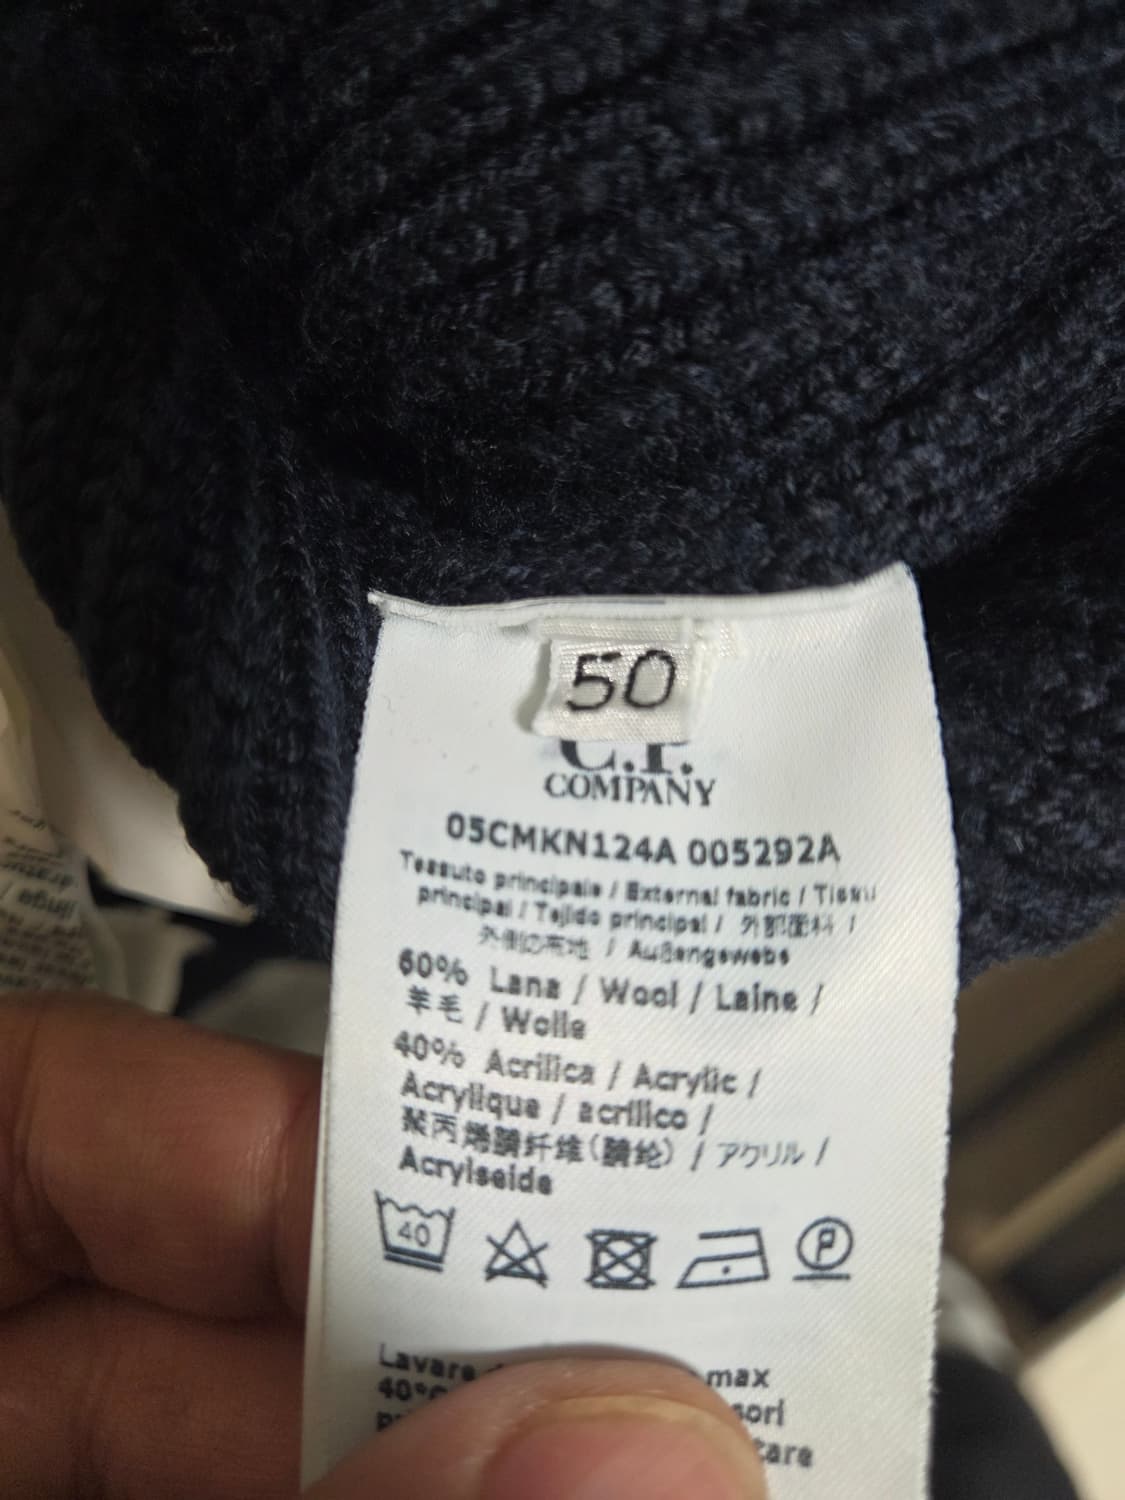 50
C.P.
COMPANY
05CMKN124A 005292A
Tessuto principale / External fabric / Tissu
principal / Tejido principal / 外部面料 /
外側の布地 / Außengewebe
60% Lana / Wool / Laine /
羊毛 / Wolle
40% Acrilica / Acrylic /
Acrylique / acrílico /
聚丙烯腈纤维(腈纶) / アクリル /
Acrylseide
40
P
Lavare max
40°C
tare